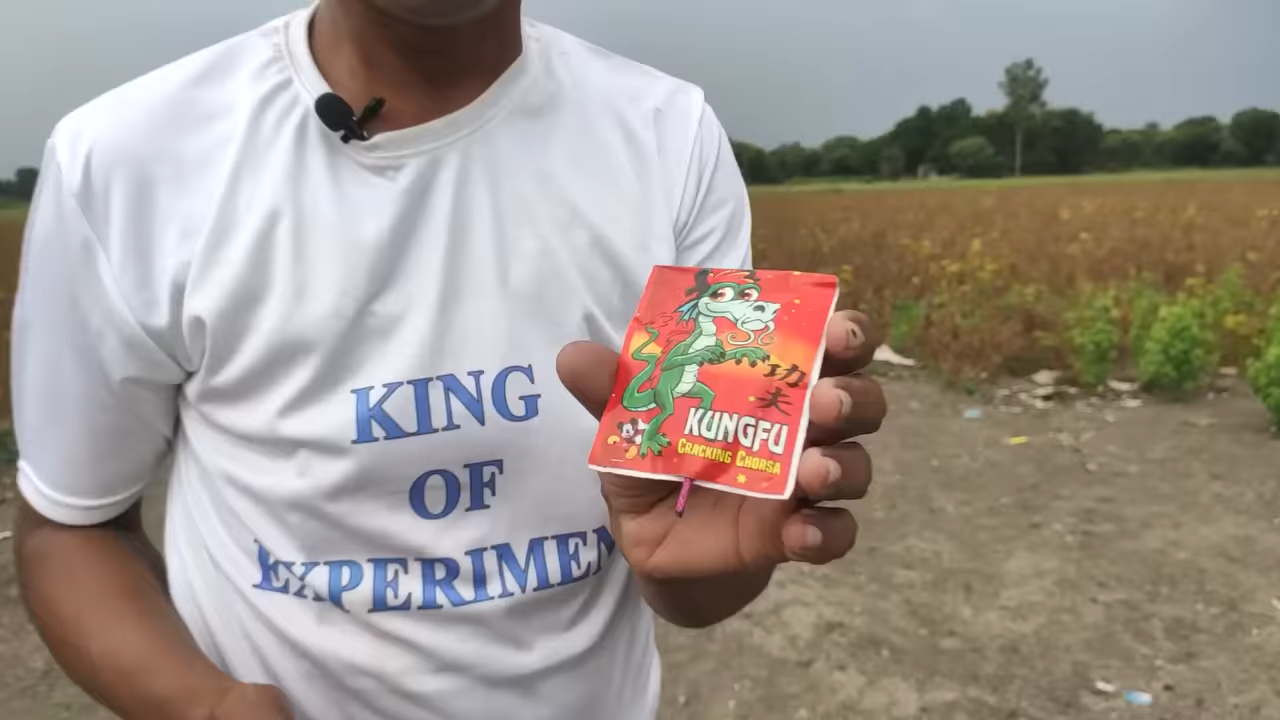 KING
OF
EXPERIMEN
功
夫
KUNGFU
CRACKING CHORSA